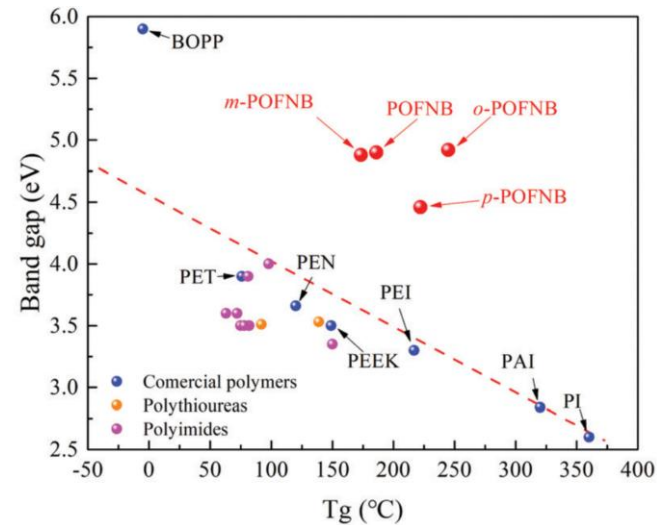 6.0
5.5
5.0
4.5
4.0
3.5
3.0
2.5
Band gap (eV)
BOPP
m-POFNB
POFNB
o-POFNB
p-POFNB
PET
PEN
PEEK
PEI
PAI
PI
Comercial polymers
Polythioureas
Polyimides
-50 0 50 100 150 200 250 300 350 400
Tg (℃)